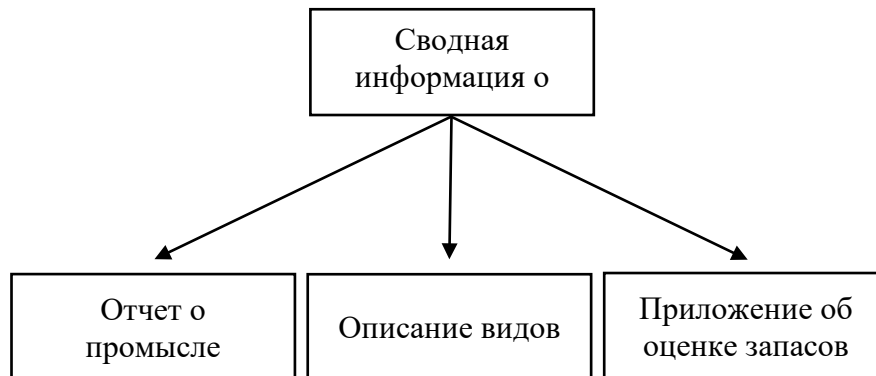 Сводная
информация о
Отчет о
промысле
Описание видов
Приложение об
оценке запасов